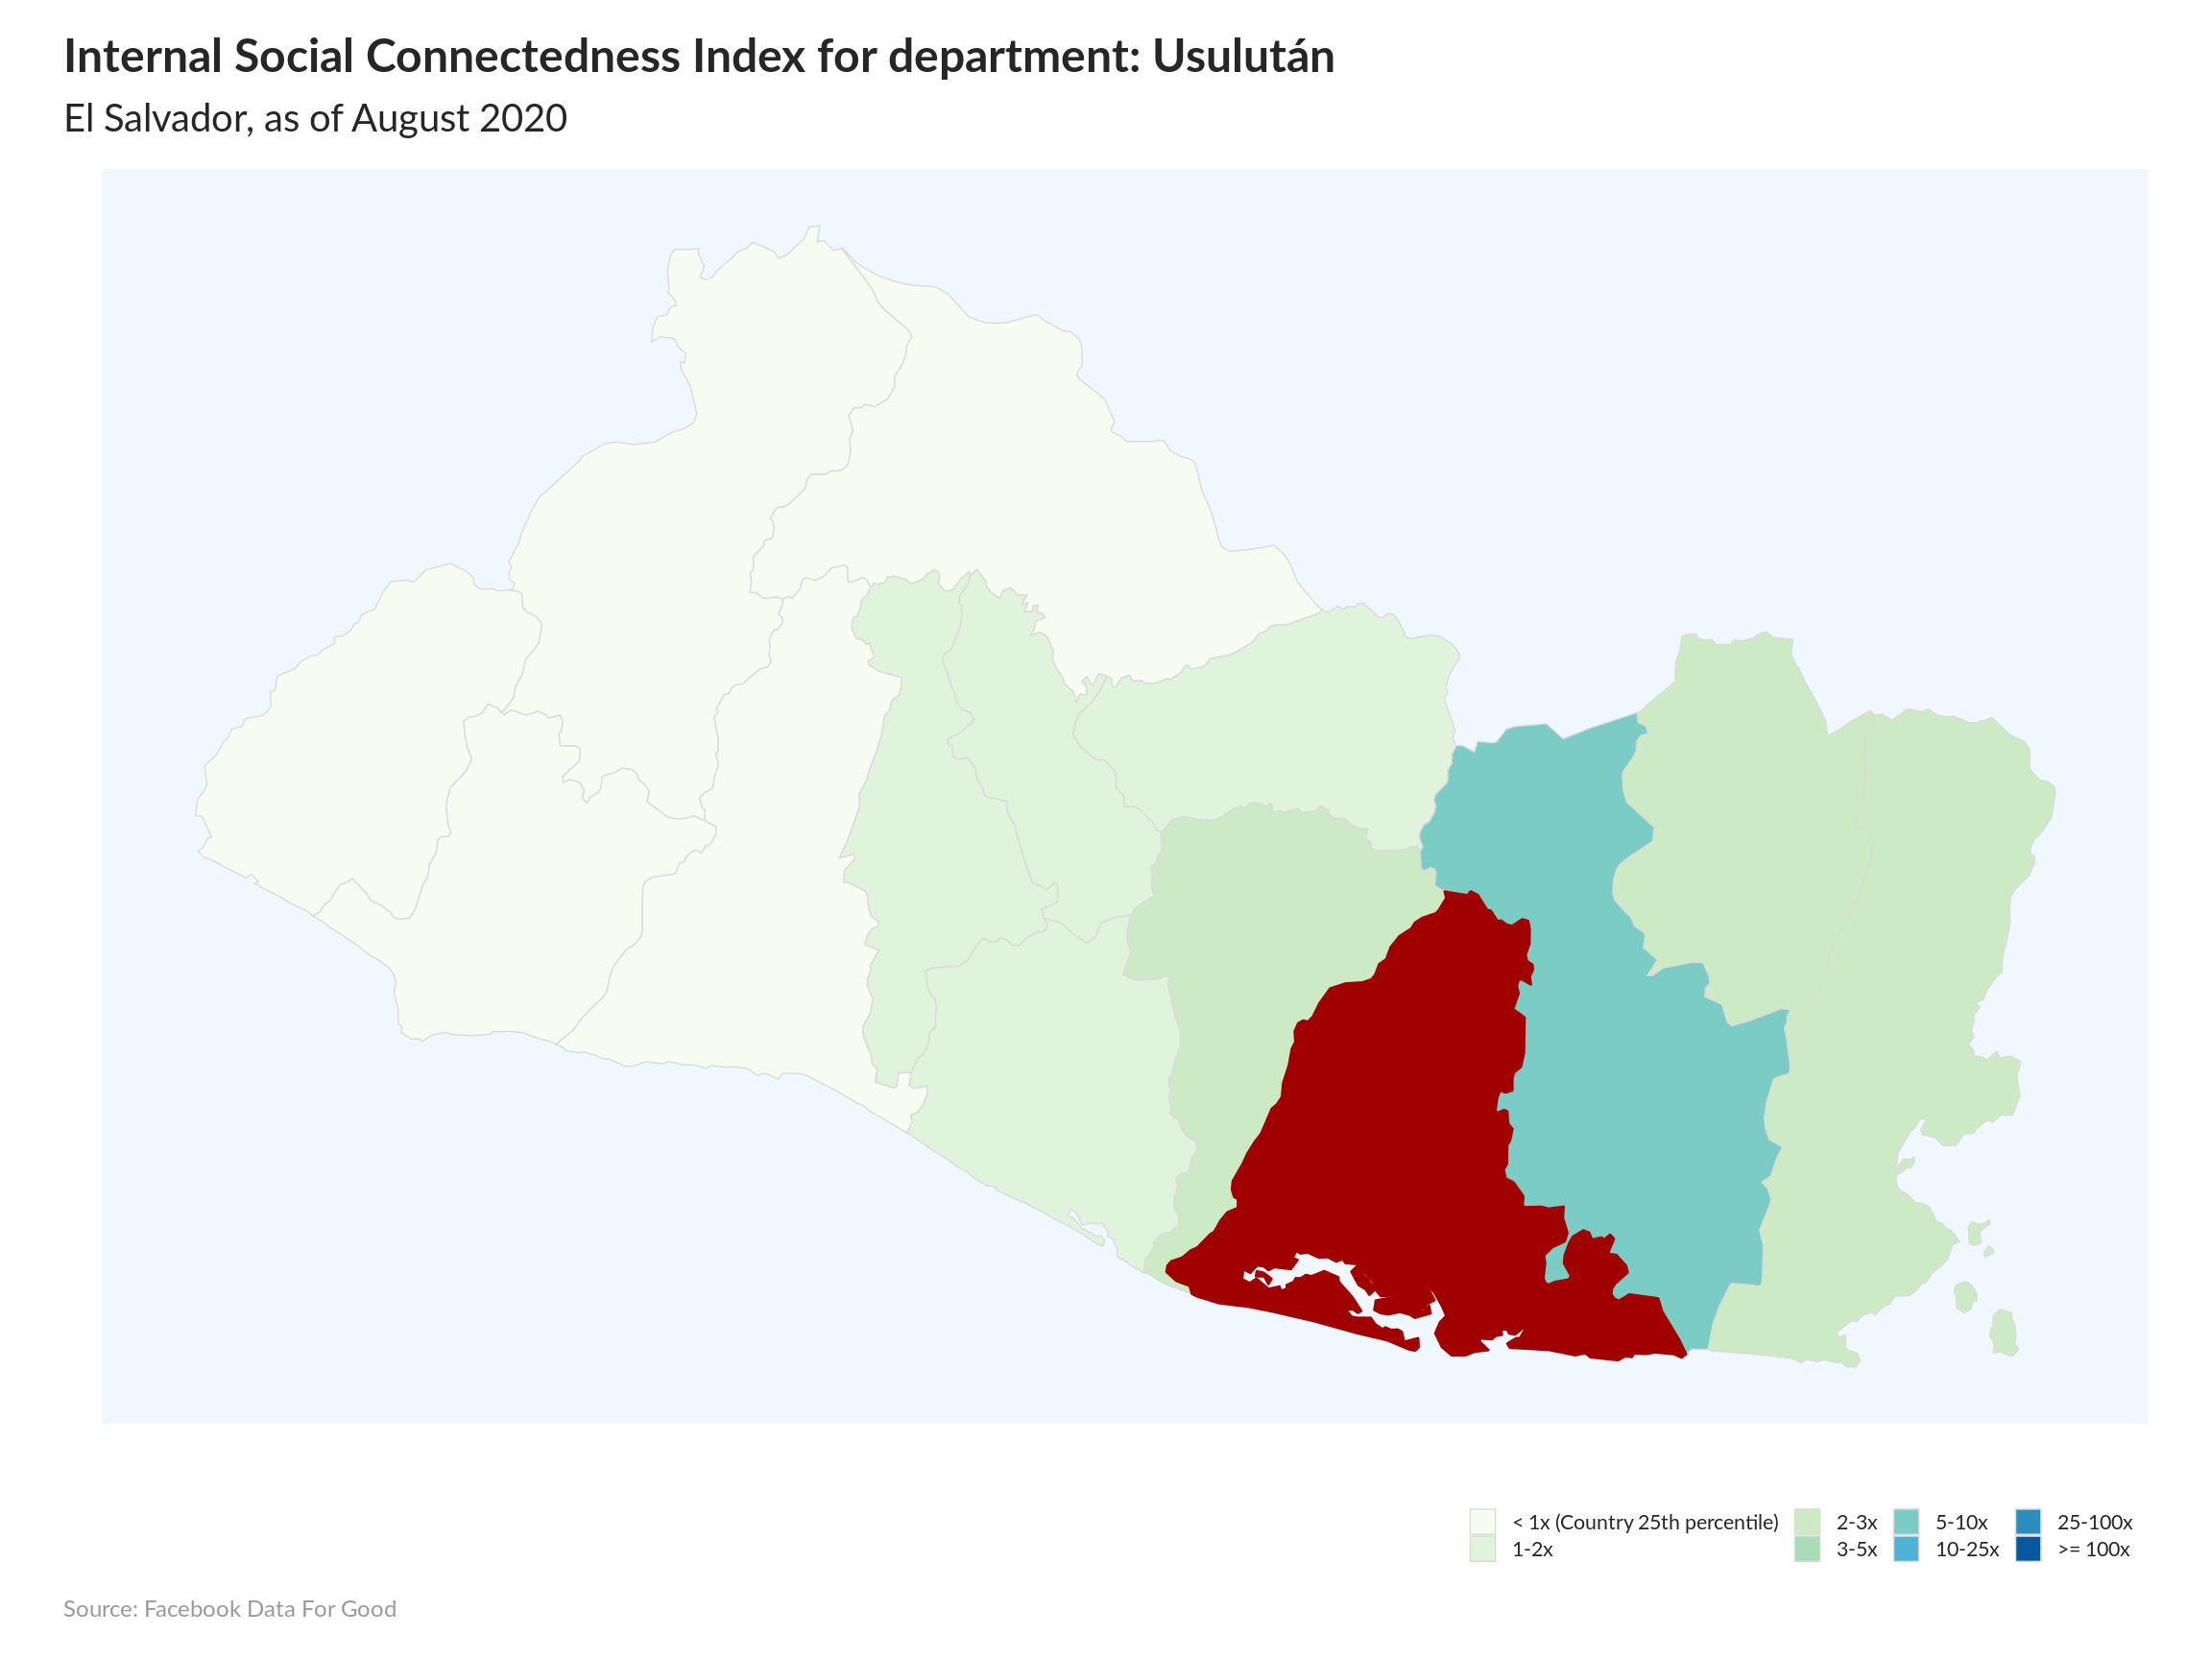 Internal Social Connectedness Index for department: Usulután
El Salvador, as of August 2020
< 1x (Country 25th percentile)
1-2x
2-3x
3-5x
5-10x
10-25x
25-100x
>= 100x
Source: Facebook Data For Good